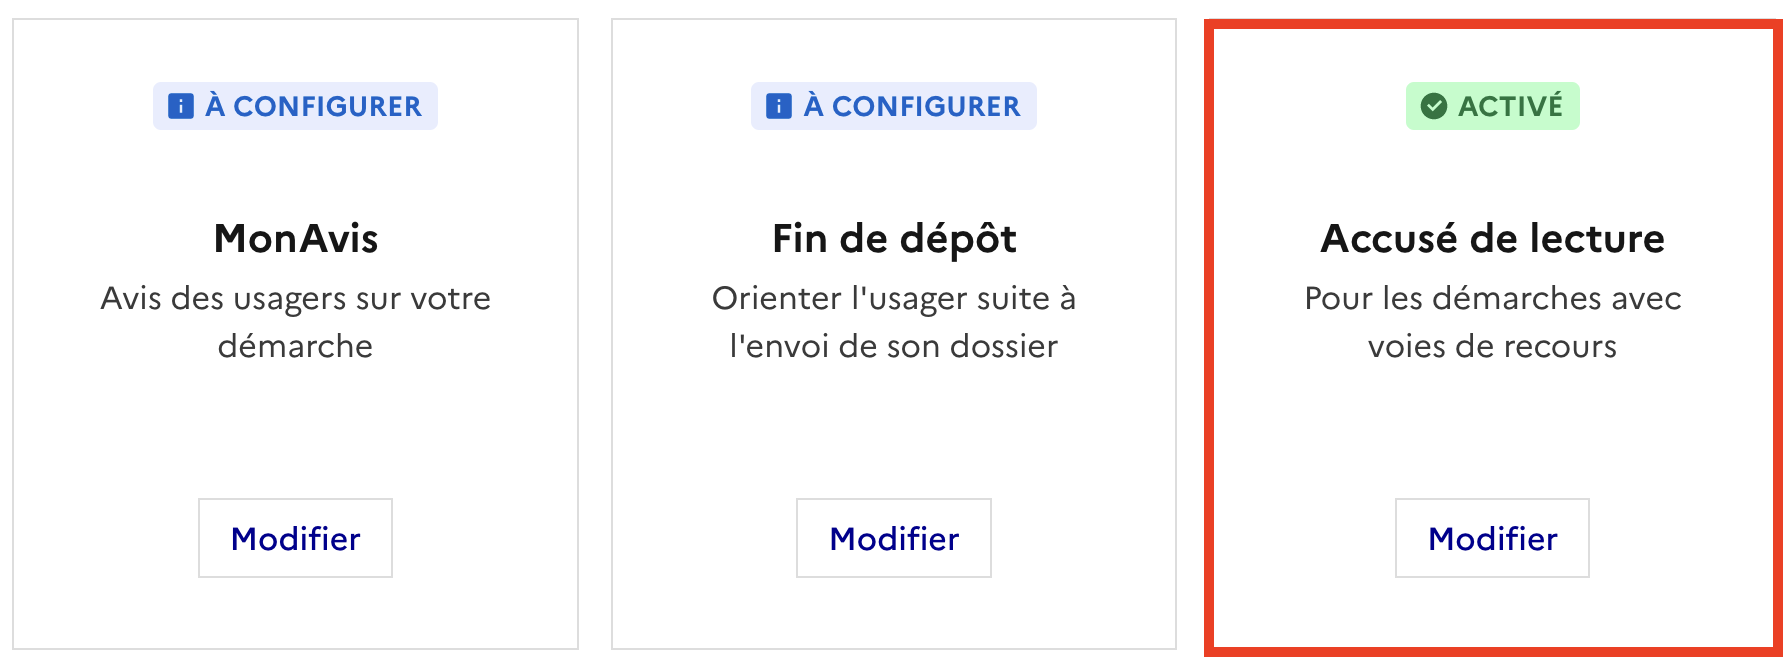 À CONFIGURER
MonAvis
Avis des usagers sur votre
démarche
Modifier
À CONFIGURER
Fin de dépôt
Orienter l'usager suite à
l'envoi de son dossier
Modifier
ACTIVÉ
Accusé de lecture
Pour les démarches avec
voies de recours
Modifier